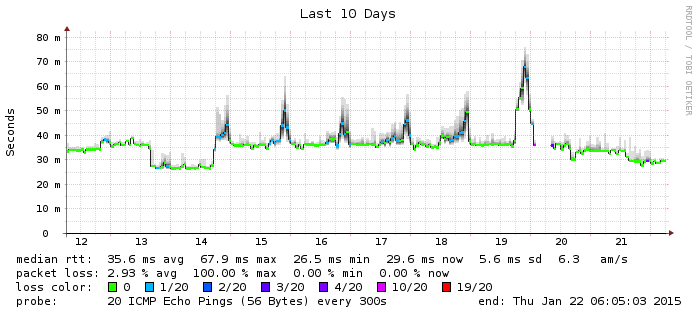 Last 10 Days
RRDTOOL / TOBI OETIKER
Seconds
80 m
70 m
60 m
50 m
40 m
30 m
20 m
10 m
0
12 13 14 15 16 17 18 19 20 21
median rtt: 35.6 ms avg 67.9 ms max 26.5 ms min 29.6 ms now 5.6 ms sd 6.3 am/s
packet loss: 2.93 % avg 100.00 % max 0.00 % min 0.00 % now
loss color: 0 1/20 2/20 3/20 4/20 10/20 19/20
probe: 20 ICMP Echo Pings (56 Bytes) every 300s end: Thu Jan 22 06:05:03 2015